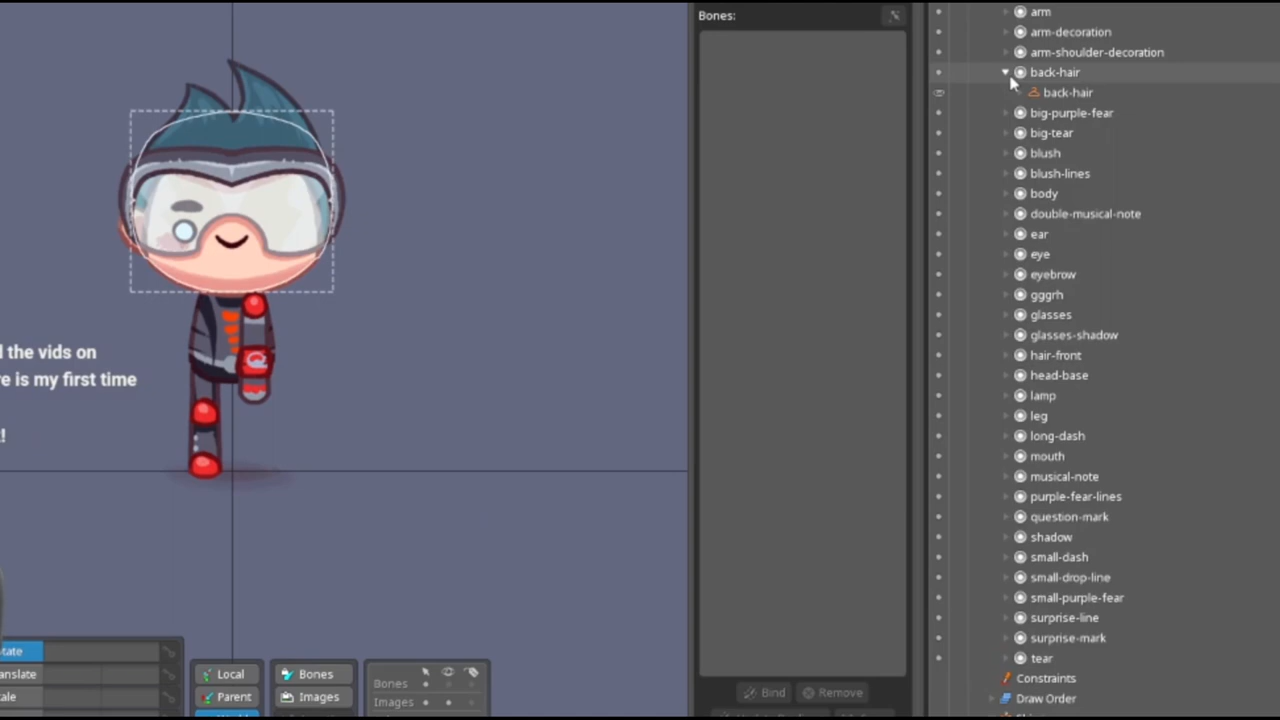 Bones:
arm
arm-decoration
arm-shoulder-decoration
back-hair
back-hair
big-purple-fear
big-tear
blush
blush-lines
body
double-musical-note
ear
eye
eyebrow
gggrh
glasses
glasses-shadow
hair-front
head-base
lamp
leg
long-dash
mouth
musical-note
purple-fear-lines
question-mark
shadow
small-dash
small-drop-line
small-purple-fear
surprise-line
surprise-mark
tear
Constraints
Draw Order
the vids on
e is my first time
!
tate
anslate
ale
Local
Parent
Bones
Images
Bones
Images
Bind
Remove